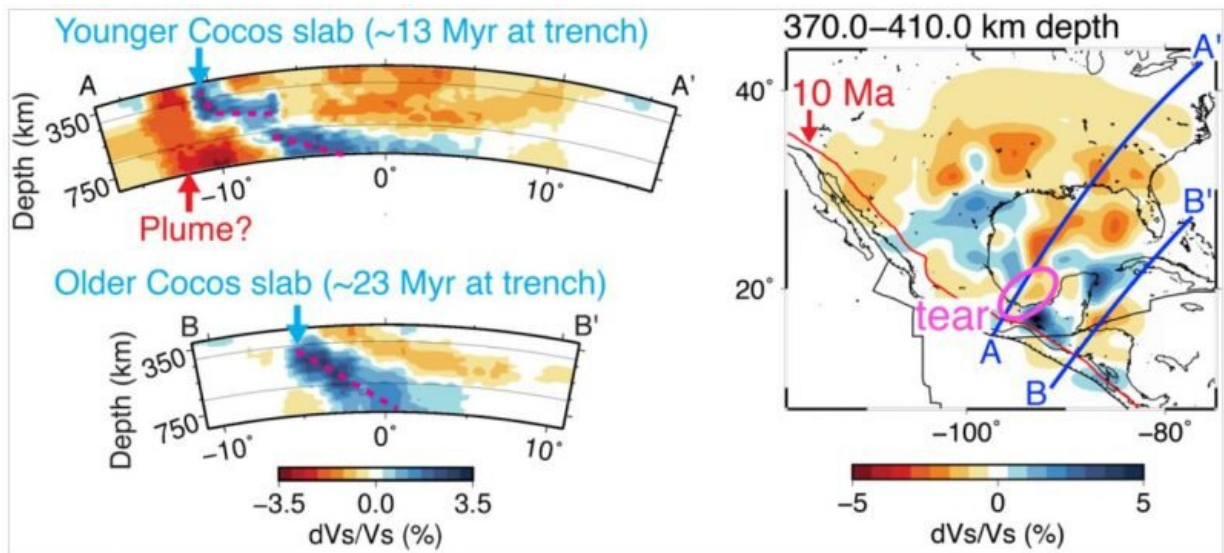 Younger Cocos slab (~13 Myr at trench)
A
A'
Depth (km)
350
750
−10˚
0˚
10˚
Plume?
Older Cocos slab (~23 Myr at trench)
B
B'
−10˚
0˚
10˚
Depth (km)
350
750
−3.5
0.0
3.5
dVs/Vs (%)
370.0−410.0 km depth
A'
40˚
10 Ma
B'
20˚
tear
A
B
−100˚
−80˚
−5
0
5
dVs/Vs (%)